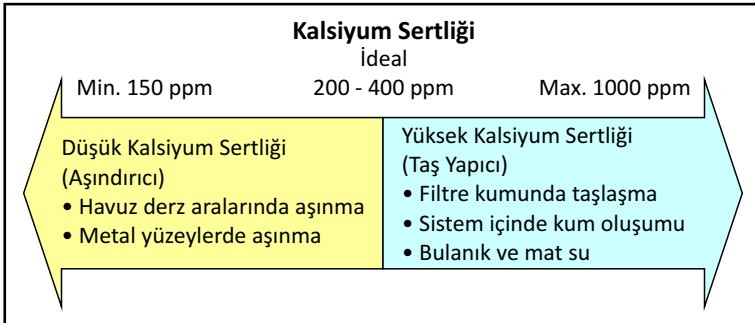 Kalsiyum Sertliği
İdeal
Min. 150 ppm 200 - 400 ppm Max. 1000 ppm
Düşük Kalsiyum Sertliği
(Aşındırıcı)
• Havuz derz aralarında aşınma
• Metal yüzeylerde aşınma
Yüksek Kalsiyum Sertliği
(Taş Yapıcı)
• Filtre kumunda taşlaşma
• Sistem içinde kum oluşumu
• Bulanık ve mat su